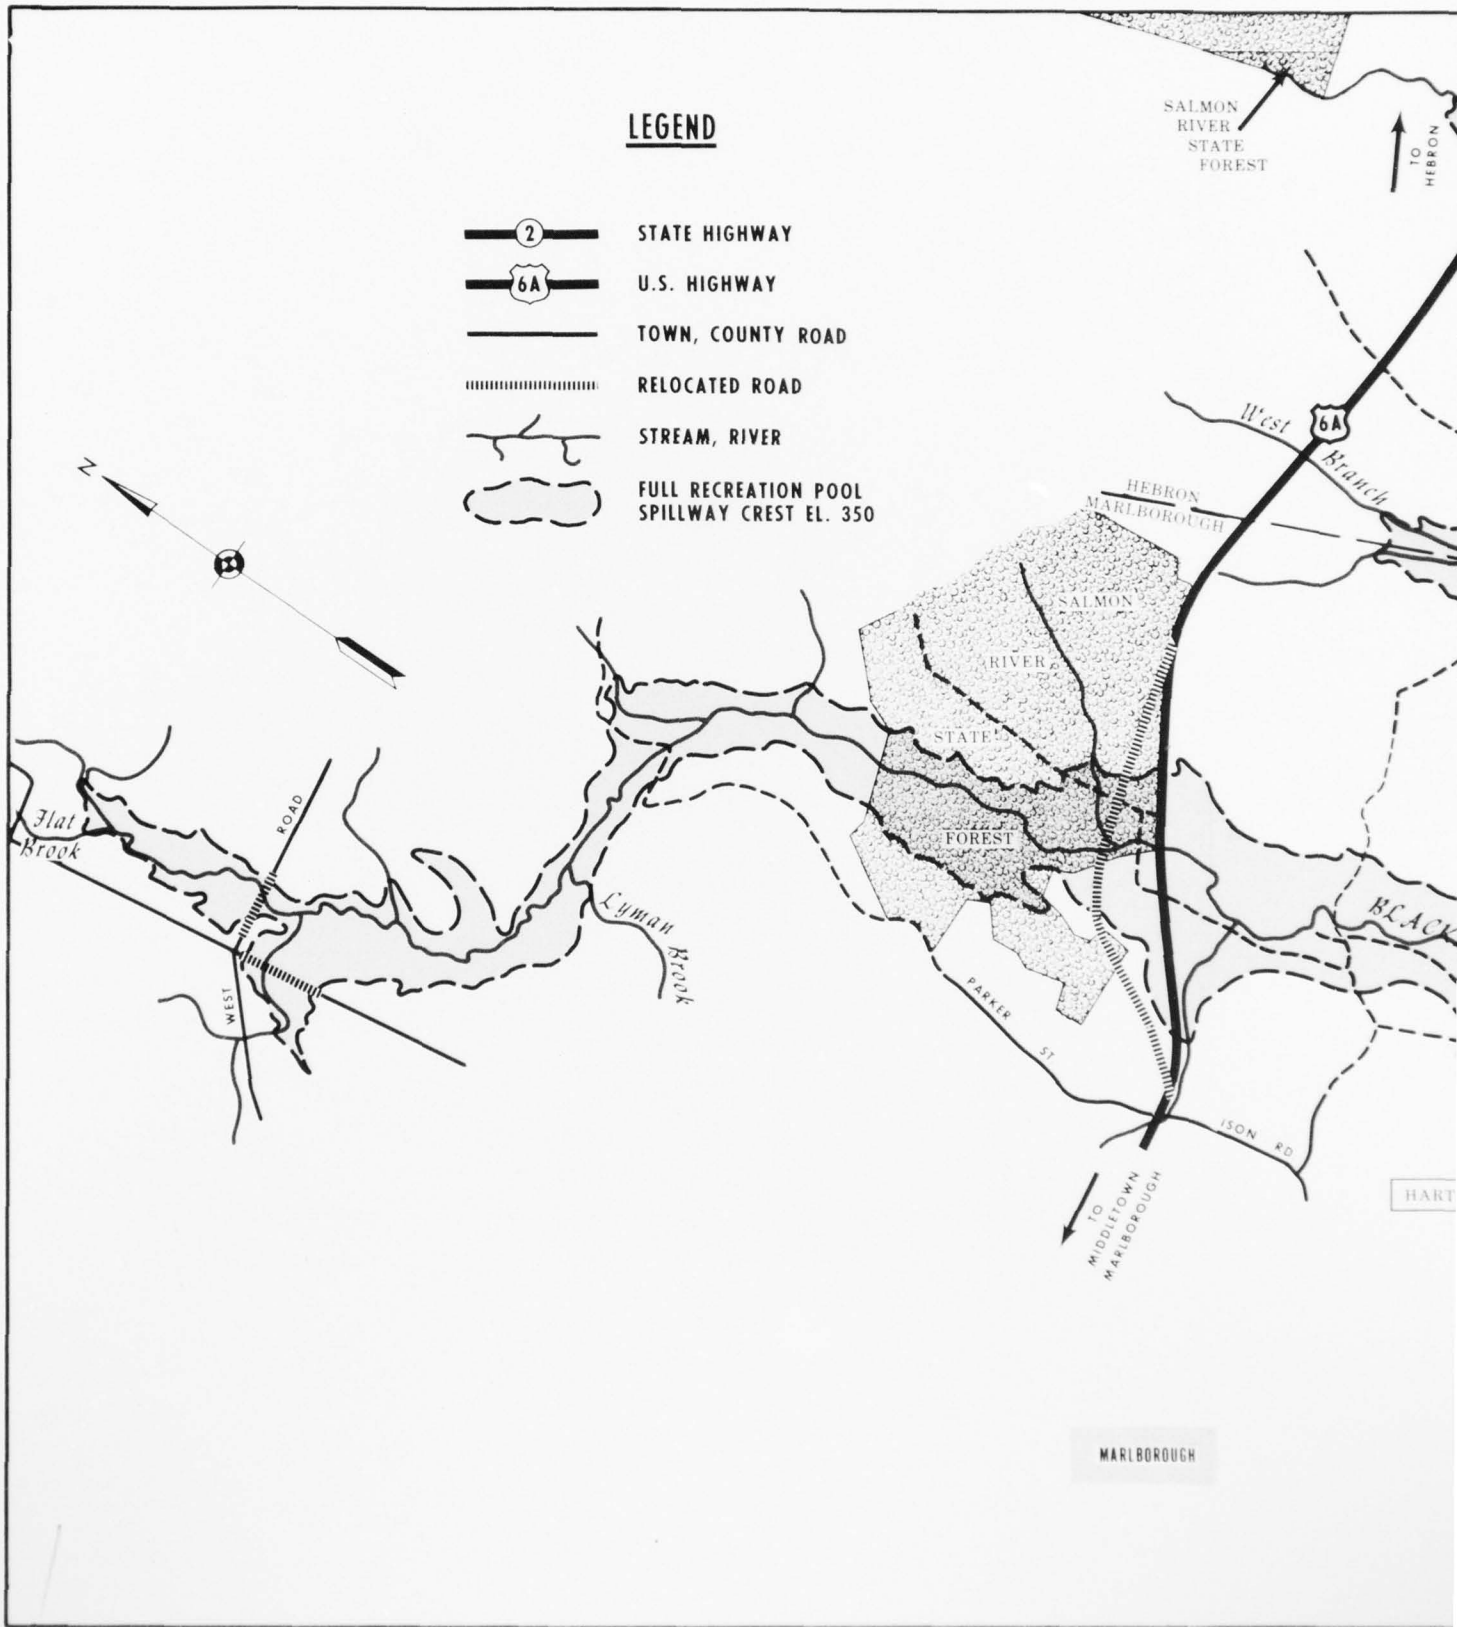 LEGEND
2 STATE HIGHWAY
6A U.S. HIGHWAY
TOWN, COUNTY ROAD
RELOCATED ROAD
STREAM, RIVER
FULL RECREATION POOL
SPILLWAY CREST EL. 350
N
SALMON
RIVER
STATE
FOREST
TO
HEBRON
6A
West
Branch
HEBRON
MARLBOROUGH
SALMON
RIVER
STATE
FOREST
Flat
Brook
ROAD
WEST
Lyman
Brook
BLACK
PARKER
ST
ISON RD
TO
MIDDLETOWN
MARLBOROUGH
HART
MARLBOROUGH